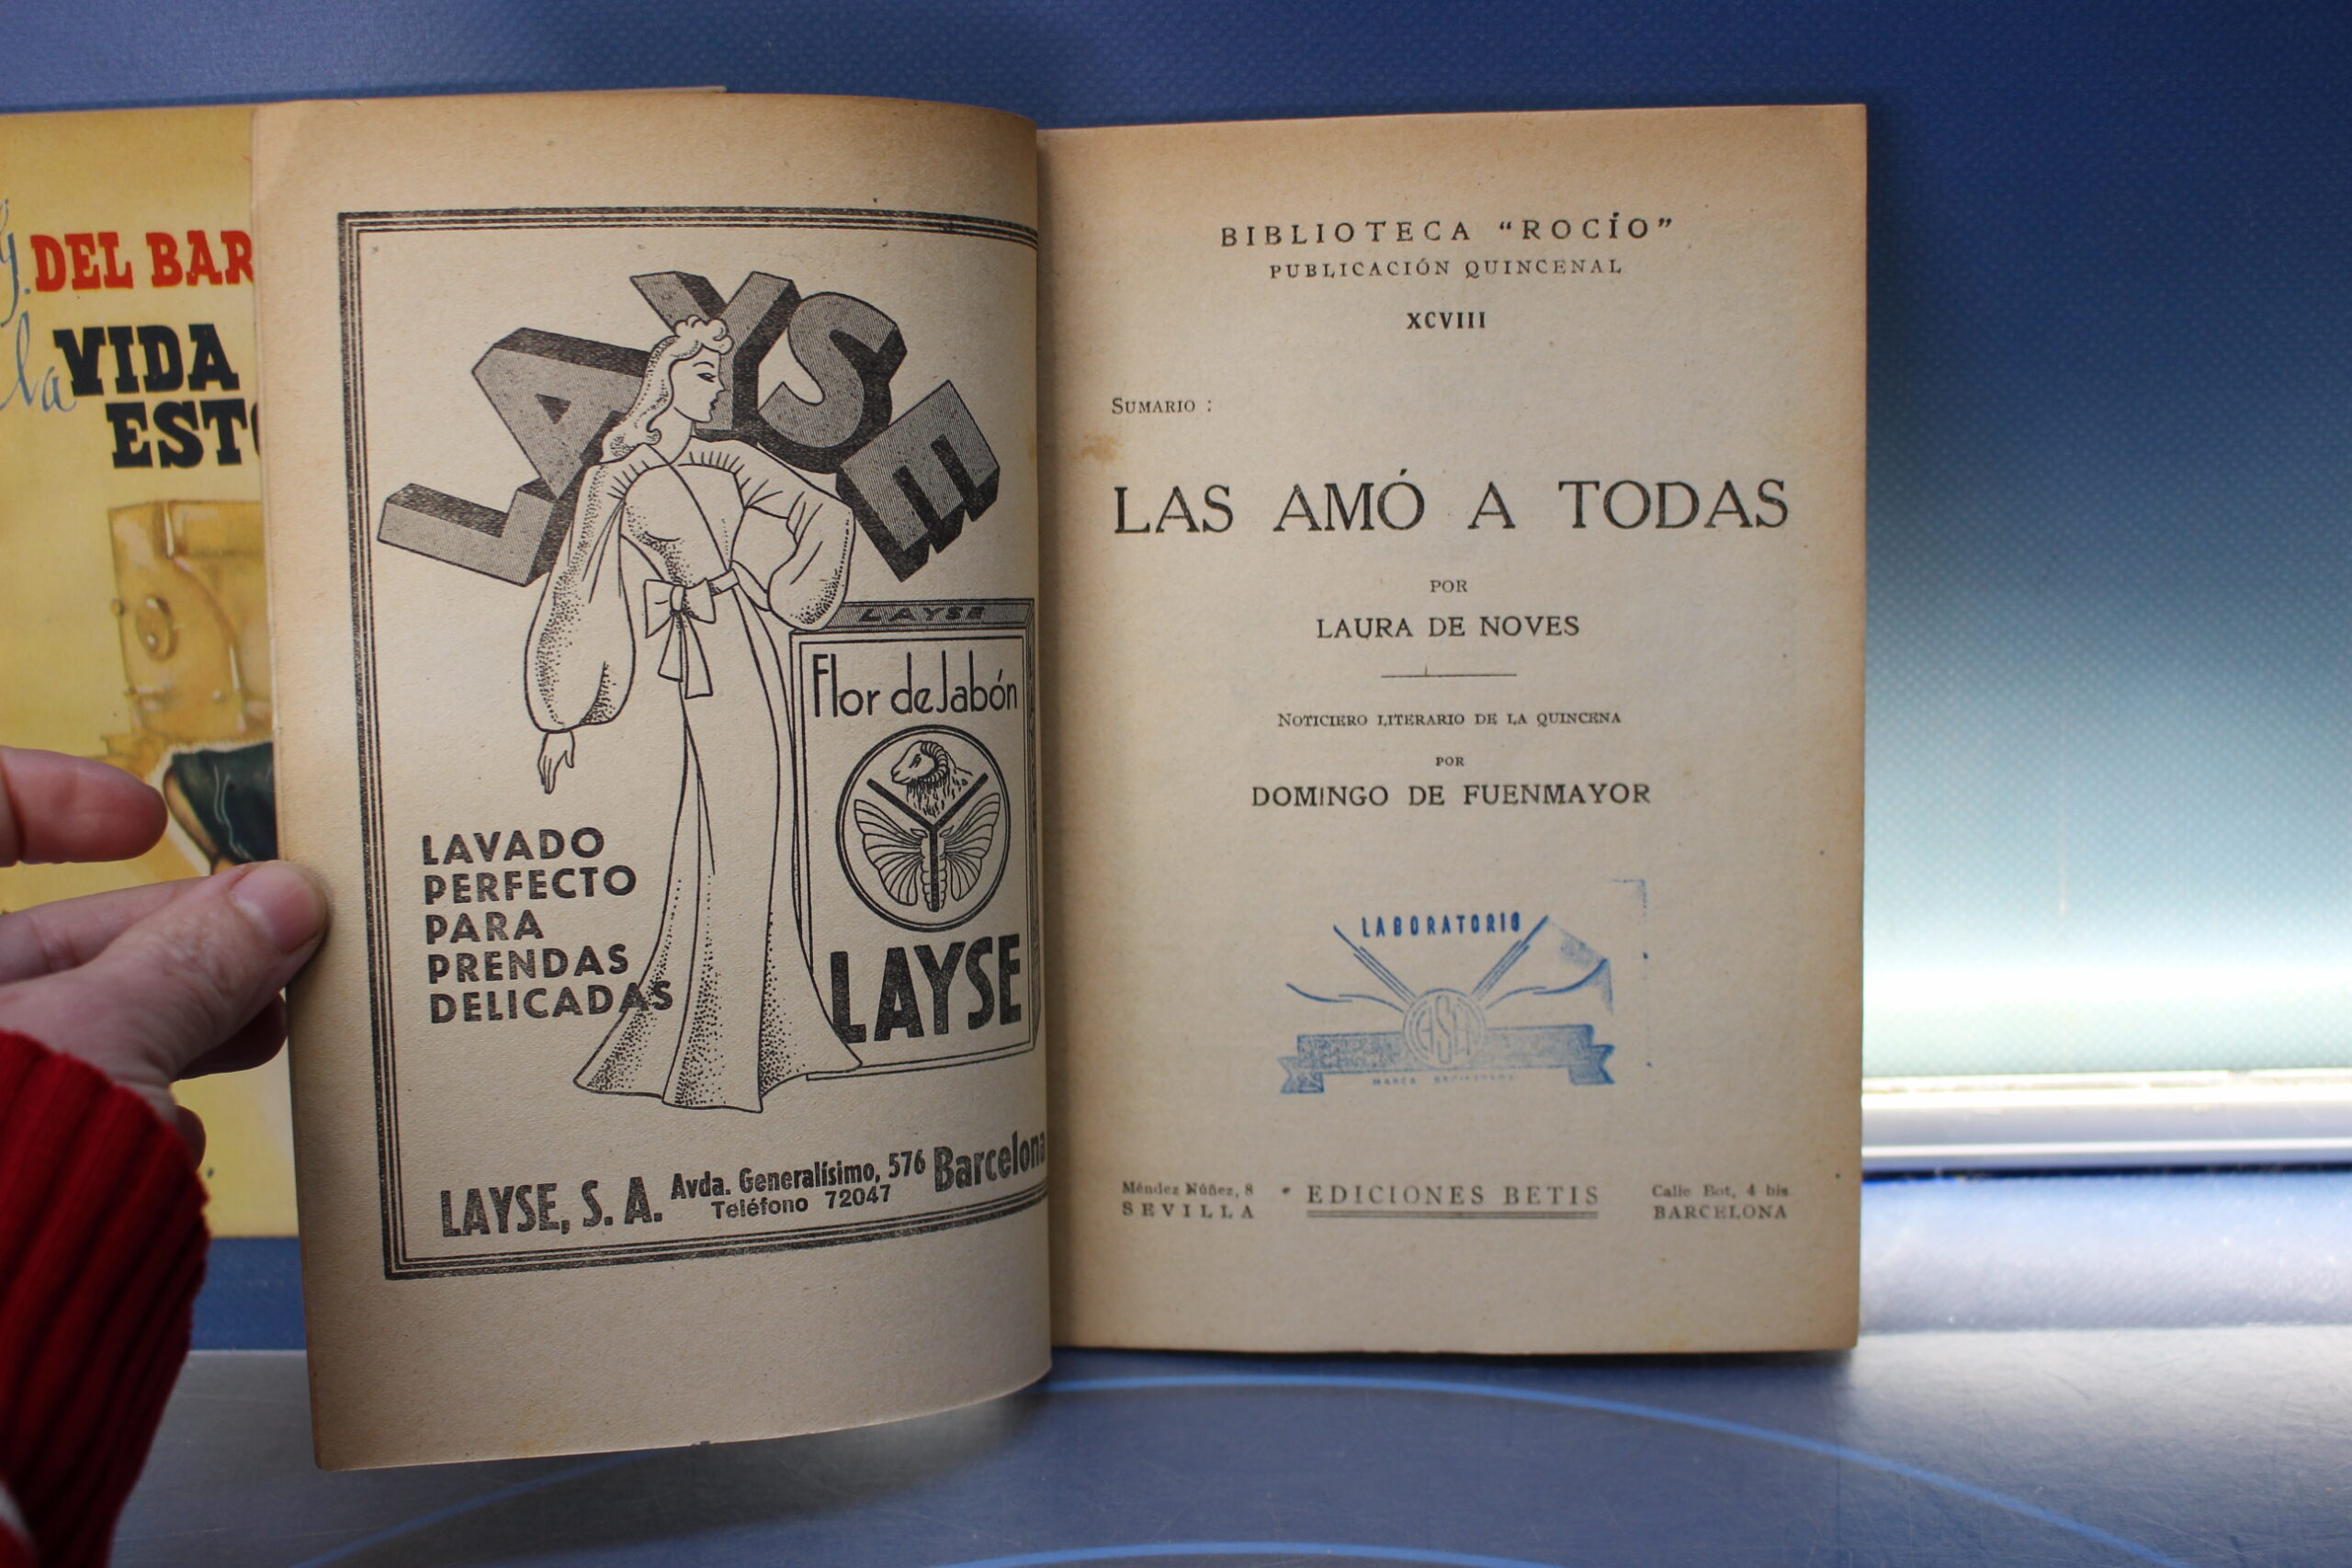 DEL BAR
la VIDA
EST
LAYSE
LAYSE
Flor de Jabón
LAYSE
LAVADO
PERFECTO
PARA
PRENDAS
DELICADAS
LAYSE, S. A. Avda. Generalísimo, 576 Barcelona
Teléfono 72047
BIBLIOTECA “ROCÍO”
PUBLICACIÓN QUINCENAL
XCVIII
SUMARIO :
LAS AMÓ A TODAS
POR
LAURA DE NOVES
NOTICIERO LITERARIO DE LA QUINCENA
POR
DOMINGO DE FUENMAYOR
LABORATORIO
MARCA
Méndez Núñez, 8
SEVILLA
EDICIONES BETIS
Calle Bot, 4 bis
BARCELONA